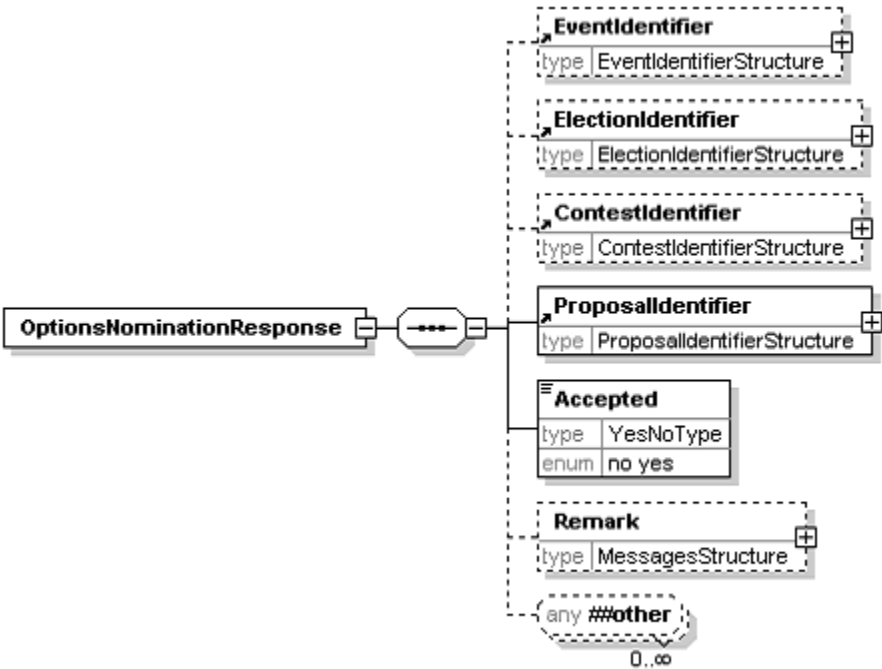 EventIdentifier
type EventIdentifierStructure
ElectionIdentifier
type ElectionIdentifierStructure
ContestIdentifier
type ContestIdentifierStructure
OptionsNominationResponse
ProposalIdentifier
type ProposalIdentifierStructure
Accepted
type YesNoType
enum no yes
Remark
type MessagesStructure
any ##other
0..∞